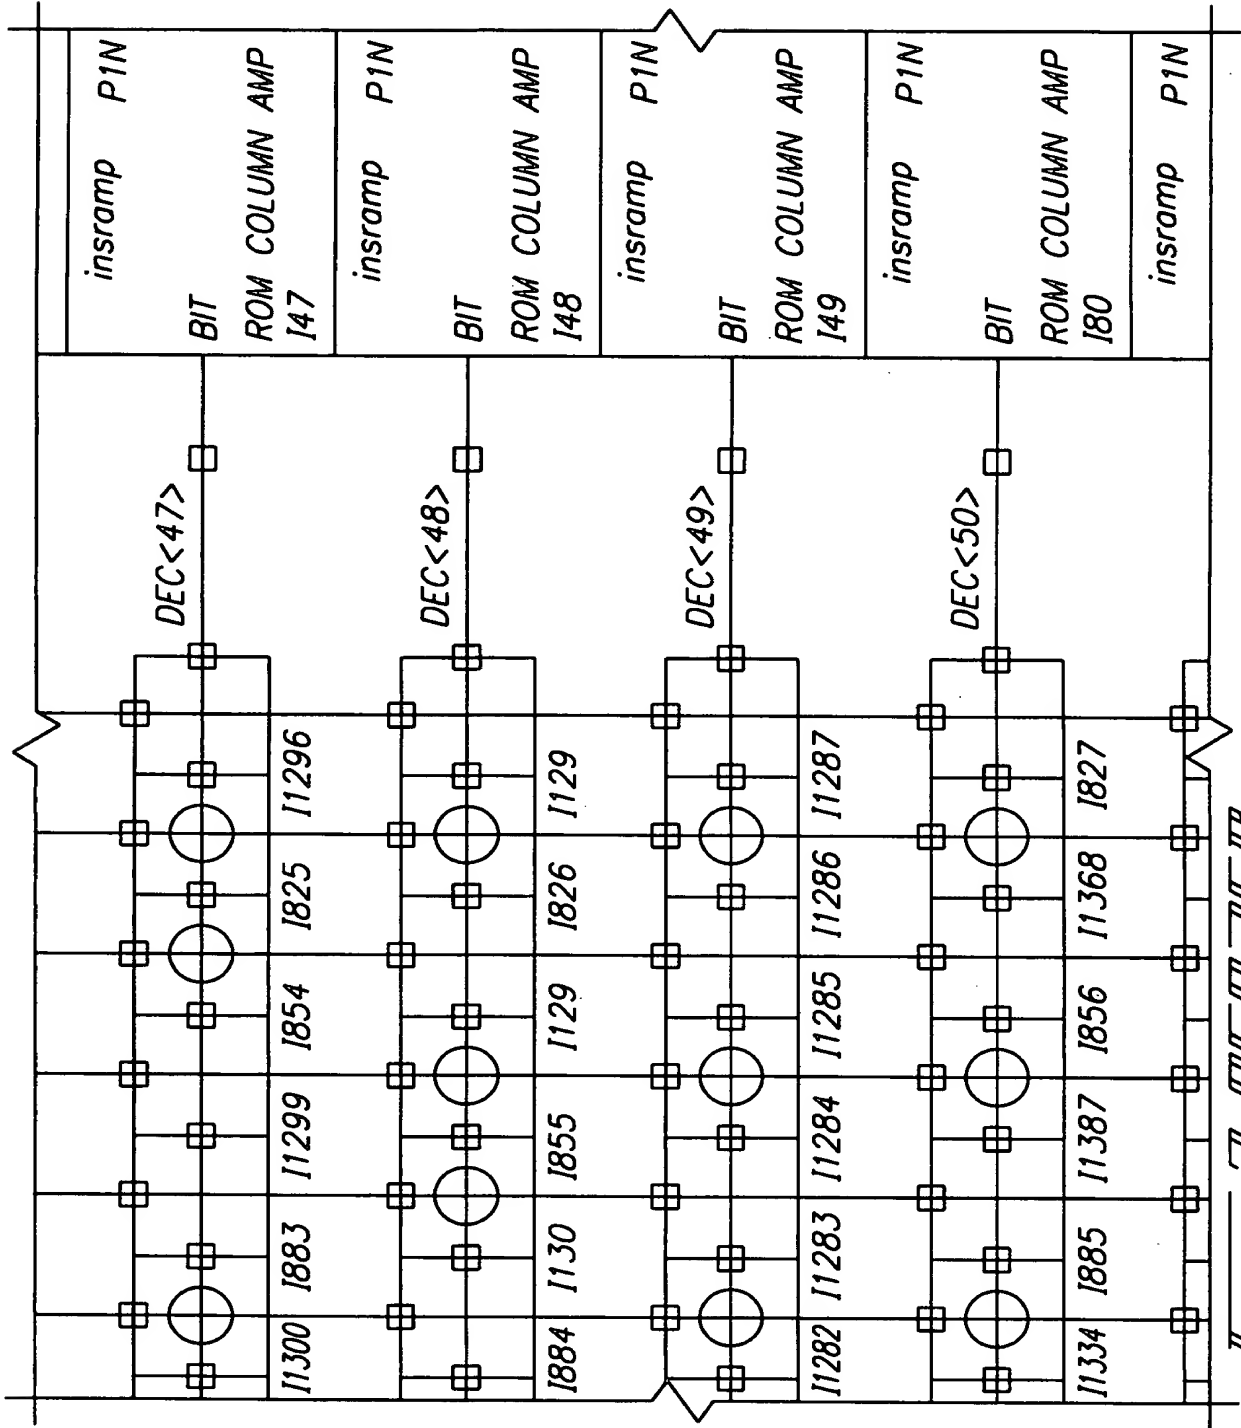 insramp P1N
BIT
ROM COLUMN AMP
I47
DEC<47>
I1300 I883 I1299 I854 I825 I1296
insramp P1N
BIT
ROM COLUMN AMP
I48
DEC<48>
I884 I130 I855 I129 I826 I129
insramp P1N
BIT
ROM COLUMN AMP
I49
DEC<49>
I1282 I1283 I1284 I1285 I1286 I1287
insramp P1N
BIT
ROM COLUMN AMP
I80
DEC<50>
I1334 I885 I1387 I856 I1368 I827
insramp P1N